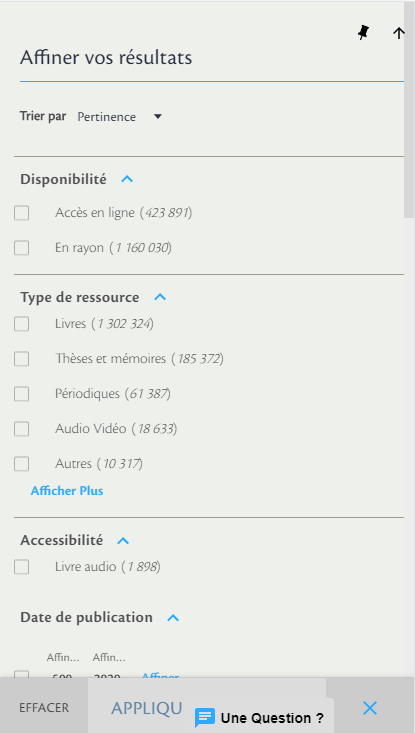 Affiner vos résultats
Trier par Pertinence
Disponibilité
Accès en ligne (423 891)
En rayon (1 160 030)
Type de ressource
Livres (1 302 324)
Thèses et mémoires (185 372)
Périodiques (61 387)
Audio Vidéo (18 633)
Autres (10 317)
Afficher Plus
Accessibilité
Livre audio (1 898)
Date de publication
Affin... Affin...
Affiner
EFFACER APPLIQU Une Question ?